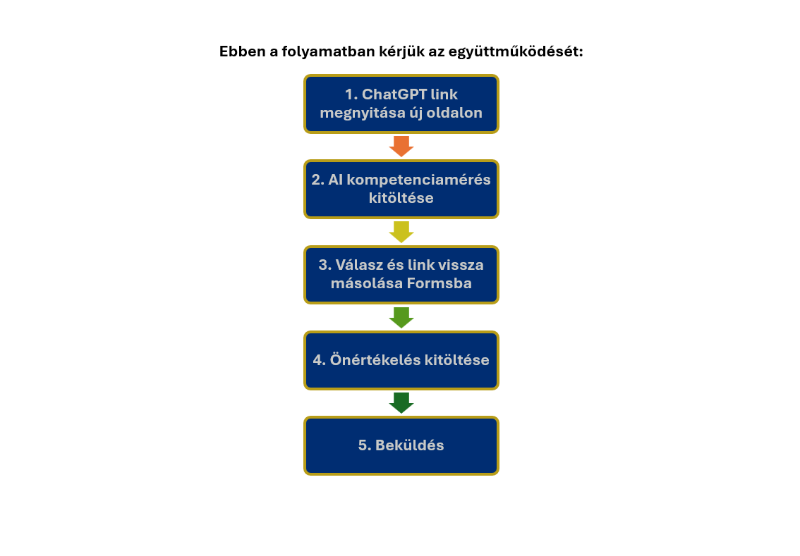 Ebben a folyamatban kérjük az együttműködését:
1. ChatGPT link
megnyitása új oldalon
2. AI kompetenciamérés
kitöltése
3. Válasz és link vissza
másolása Formsba
4. Önértékelés kitöltése
5. Beküldés